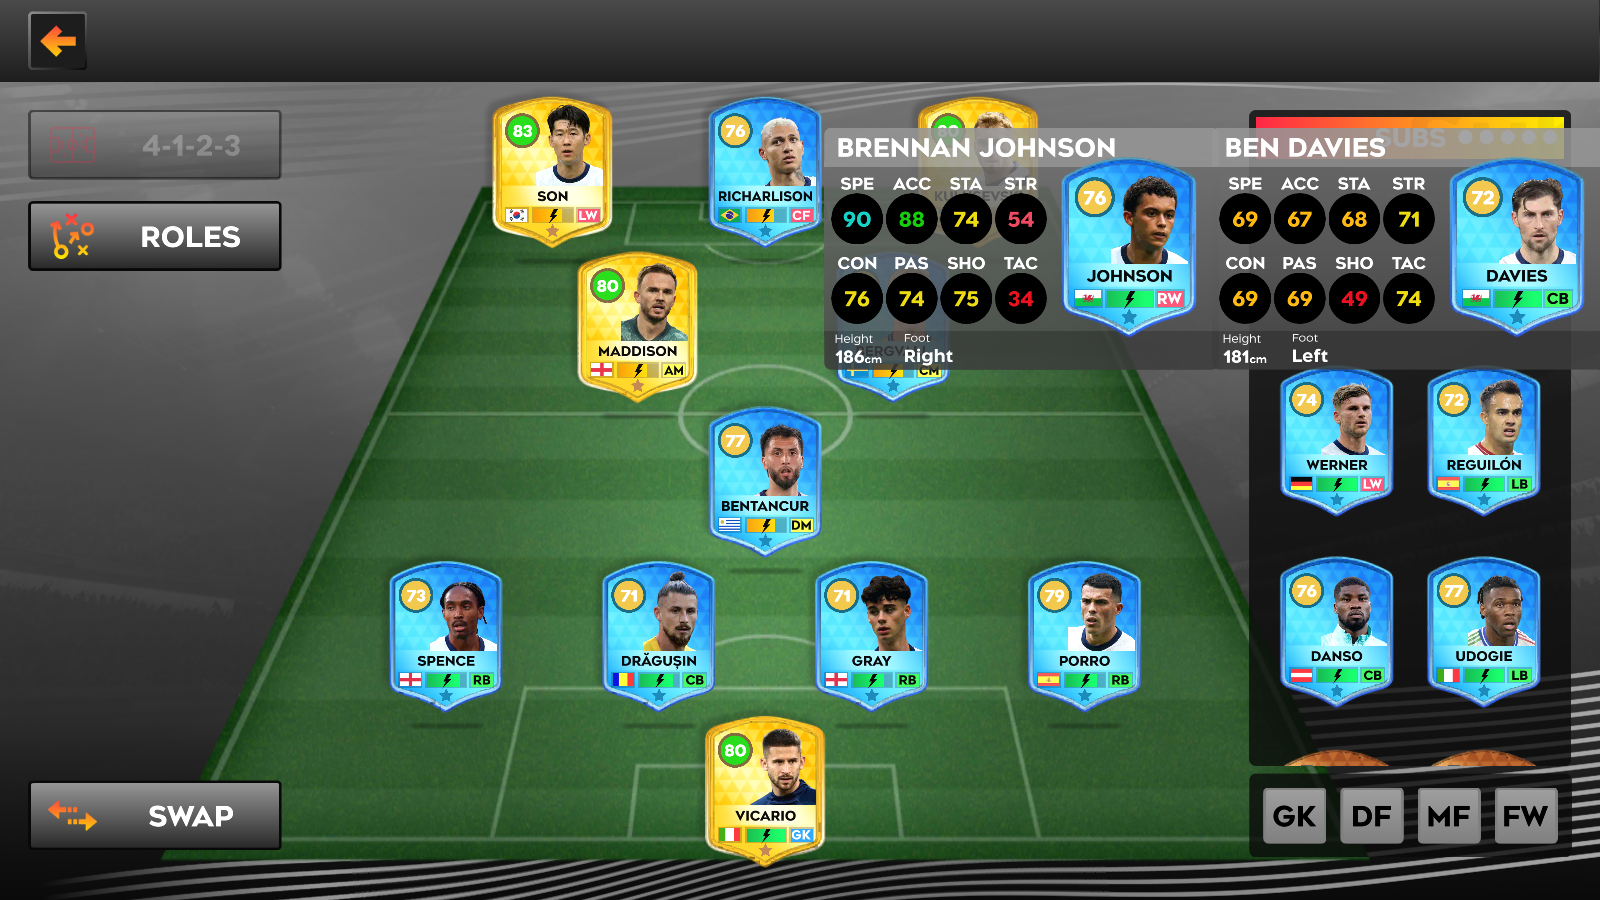 4-1-2-3
ROLES
SWAP
83
SON
LW
76
RICHARLISON
CF
80
MADDISON
AM
CM
77
BENTANCUR
DM
73
SPENCE
RB
71
DRĂGUȘIN
CB
71
GRAY
RB
79
PORRO
RB
80
VICARIO
GK
SUBS
BRENNAN JOHNSON
SPE ACC STA STR
90 88 74 54
CON PAS SHO TAC
76 74 75 34
Height Foot
186cm Right
76
JOHNSON
RW
BEN DAVIES
SPE ACC STA STR
69 67 68 71
CON PAS SHO TAC
69 69 49 74
Height Foot
181cm Left
72
DAVIES
CB
74
WERNER
LW
72
REGUILÓN
LB
76
DANSO
CB
77
UDOGIE
LB
GK DF MF FW